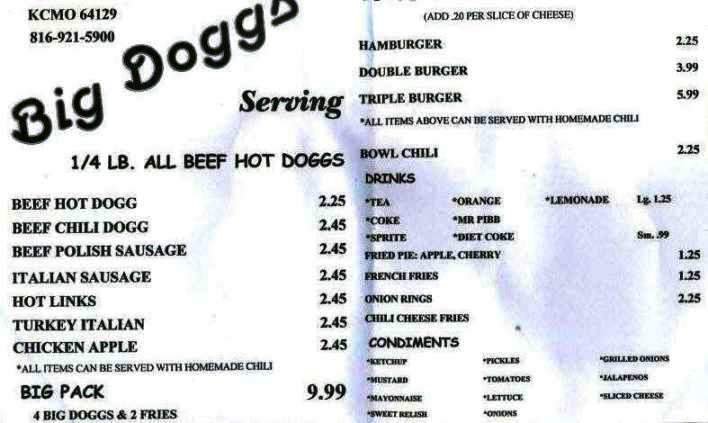 KCMO 64129
816-921-5900
Big Doggs
Serving
1/4 LB. ALL BEEF HOT DOGGS
BEEF HOT DOGG 2.25
BEEF CHILI DOGG 2.45
BEEF POLISH SAUSAGE 2.45
ITALIAN SAUSAGE 2.45
HOT LINKS 2.45
TURKEY ITALIAN 2.45
CHICKEN APPLE 2.45
*ALL ITEMS CAN BE SERVED WITH HOMEMADE CHILI
BIG PACK 9.99
4 BIG DOGGS & 2 FRIES
(ADD .20 PER SLICE OF CHEESE)
HAMBURGER 2.25
DOUBLE BURGER 3.99
TRIPLE BURGER 5.99
*ALL ITEMS ABOVE CAN BE SERVED WITH HOMEMADE CHILI
BOWL CHILI 2.25
DRINKS
*TEA *ORANGE *LEMONADE Lg. 1.25
*COKE *MR PIBB
*SPRITE *DIET COKE Sm. .99
FRIED PIE: APPLE, CHERRY 1.25
FRENCH FRIES 1.25
ONION RINGS 2.25
CHILI CHEESE FRIES
CONDIMENTS
*KETCHUP *PICKLES *GRILLED ONIONS
*MUSTARD *TOMATOES *JALAPENOS
*MAYONNAISE *LETTUCE *SLICED CHEESE
*SWEET RELISH *ONIONS